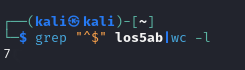 ┌──(kali㉿kali)-[~]
└─$ grep "^$" los5ab|wc -l
7